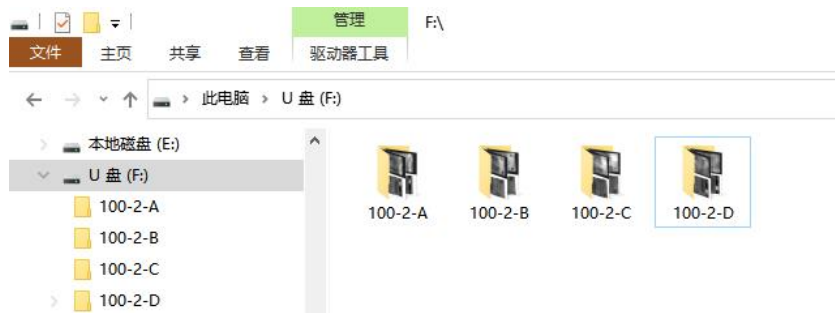 管理
F:\
文件
主页
共享
查看
驱动器工具
此电脑 › U 盘 (F:)
本地磁盘 (E:)
U 盘 (F:)
100-2-A
100-2-B
100-2-C
100-2-D
100-2-A
100-2-B
100-2-C
100-2-D